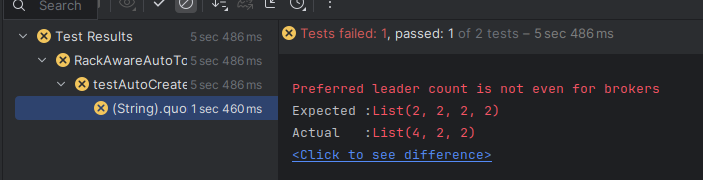 Search
Test Results 5 sec 486 ms
RackAwareAutoTo 5 sec 486 ms
testAutoCreate 5 sec 486 ms
(String).quo 1 sec 460 ms
Tests failed: 1, passed: 1 of 2 tests – 5 sec 486 ms
Preferred leader count is not even for brokers
Expected :List(2, 2, 2, 2)
Actual   :List(4, 2, 2)
<Click to see difference>